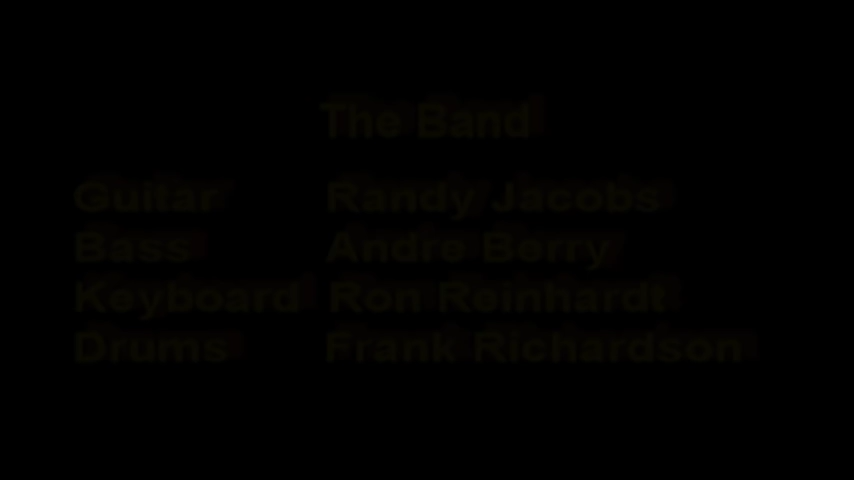 The Band
Guitar Randy Jacobs
Bass Andre Berry
Keyboard Ron Reinhardt
Drums Frank Richardson